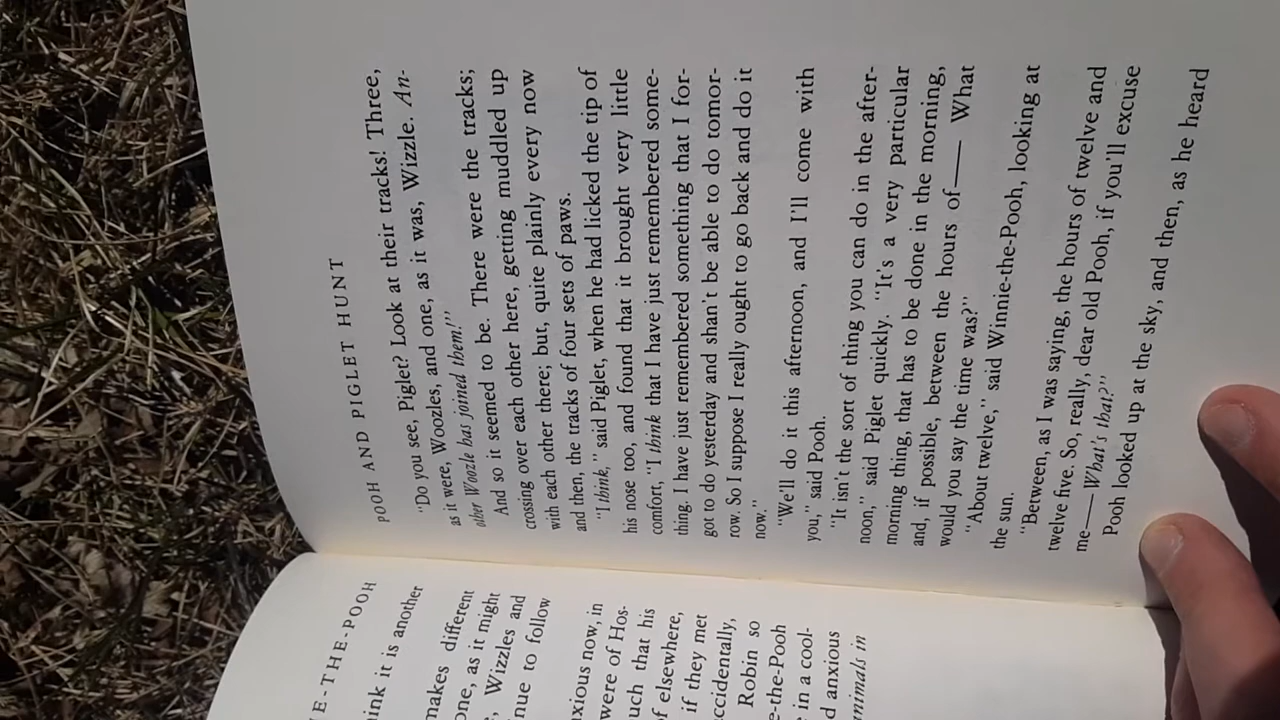 E-THE-POOH
ink it is another
makes different
one, as it might
, Wizzles and
nue to follow
xious now, in
were of Hos-
uch that his
f elsewhere,
if they met
ccidentally,
Robin so
e-the-Pooh
e in a cool-
d anxious
nimals in
POOH AND PIGLET HUNT
"Do you see, Piglet? Look at their tracks! Three,
as it were, Woozles, and one, as it was, Wizzle. An-
other Woozle has joined them!"
And so it seemed to be. There were the tracks;
crossing over each other here, getting muddled up
with each other there; but, quite plainly every now
and then, the tracks of four sets of paws.
"I think," said Piglet, when he had licked the tip of
his nose too, and found that it brought very little
comfort, "I think that I have just remembered some-
thing. I have just remembered something that I for-
got to do yesterday and shan't be able to do tomor-
row. So I suppose I really ought to go back and do it
now."
"We'll do it this afternoon, and I'll come with
you," said Pooh.
"It isn't the sort of thing you can do in the after-
noon," said Piglet quickly. "It's a very particular
morning thing, that has to be done in the morning,
and, if possible, between the hours of—— What
would you say the time was?"
"About twelve," said Winnie-the-Pooh, looking at
the sun.
"Between, as I was saying, the hours of twelve and
twelve five. So, really, dear old Pooh, if you'll excuse
me—— What's that?"
Pooh looked up at the sky, and then, as he heard